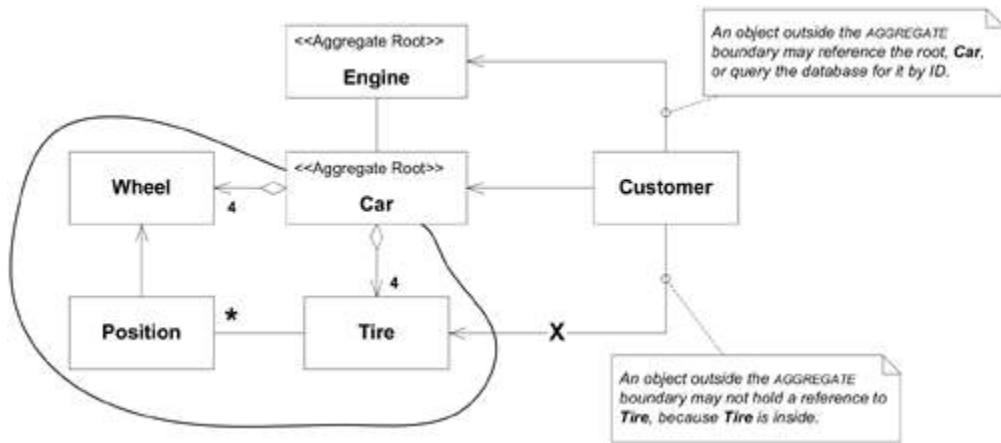 <<Aggregate Root>>
Engine
An object outside the AGGREGATE
boundary may reference the root, Car,
or query the database for it by ID.
Wheel
4
<<Aggregate Root>>
Car
4
Customer
Position
*
Tire
X
An object outside the AGGREGATE
boundary may not hold a reference to
Tire, because Tire is inside.